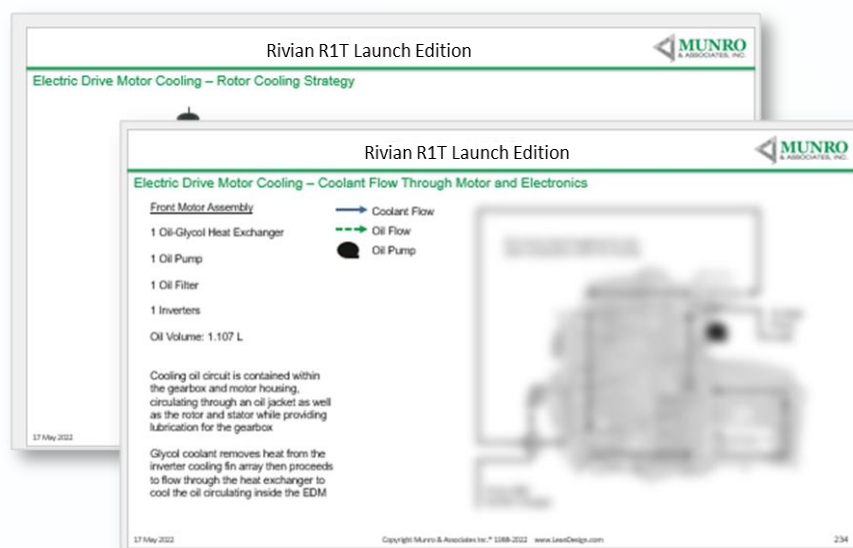 Rivian R1T Launch Edition
MUNRO
& ASSOCIATES, INC.
Electric Drive Motor Cooling – Rotor Cooling Strategy
17 May 2022
Rivian R1T Launch Edition
MUNRO
& ASSOCIATES, INC.
Electric Drive Motor Cooling – Coolant Flow Through Motor and Electronics
Front Motor Assembly
1 Oil-Glycol Heat Exchanger
1 Oil Pump
1 Oil Filter
1 Inverters
Oil Volume: 1.107 L
Coolant Flow
Oil Flow
Oil Pump
Cooling oil circuit is contained within
the gearbox and motor housing,
circulating through an oil jacket as well
as the rotor and stator while providing
lubrication for the gearbox
Glycol coolant removes heat from the
inverter cooling fin array then proceeds
to flow through the heat exchanger to
cool the oil circulating inside the EDM
17 May 2022
Copyright Munro & Associates Inc.® 1988-2022 www.LeanDesign.com
234